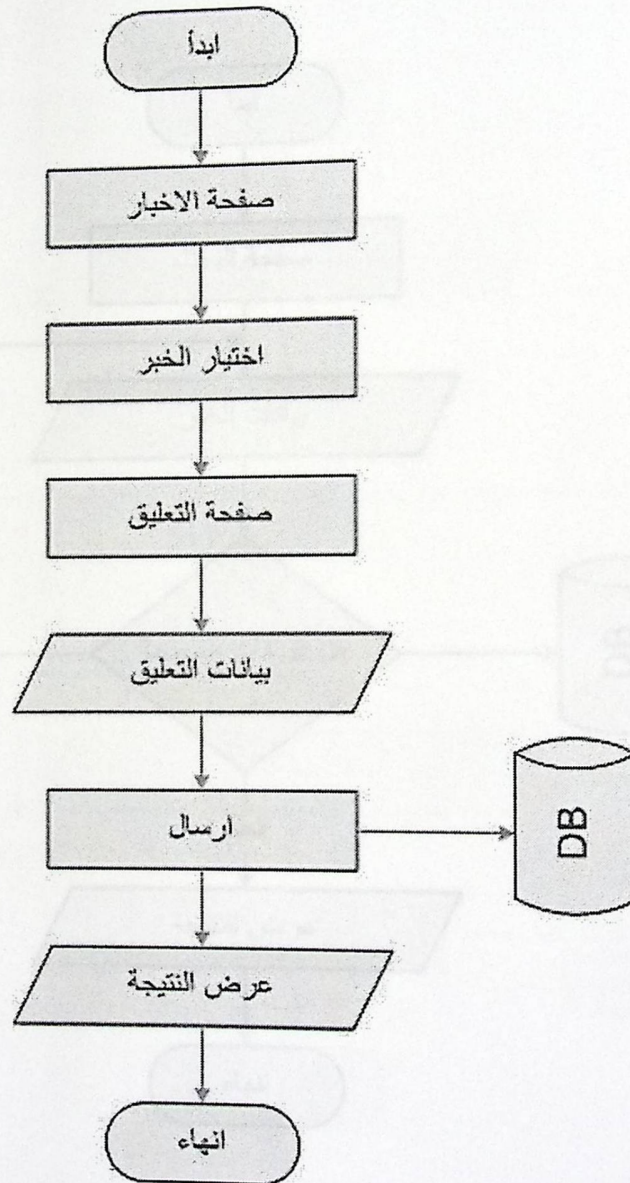 ابدأ
صفحة الاخبار
اختيار الخبر
صفحة التعليق
بيانات التعليق
ارسال
DB
عرض النتيجة
انهاء